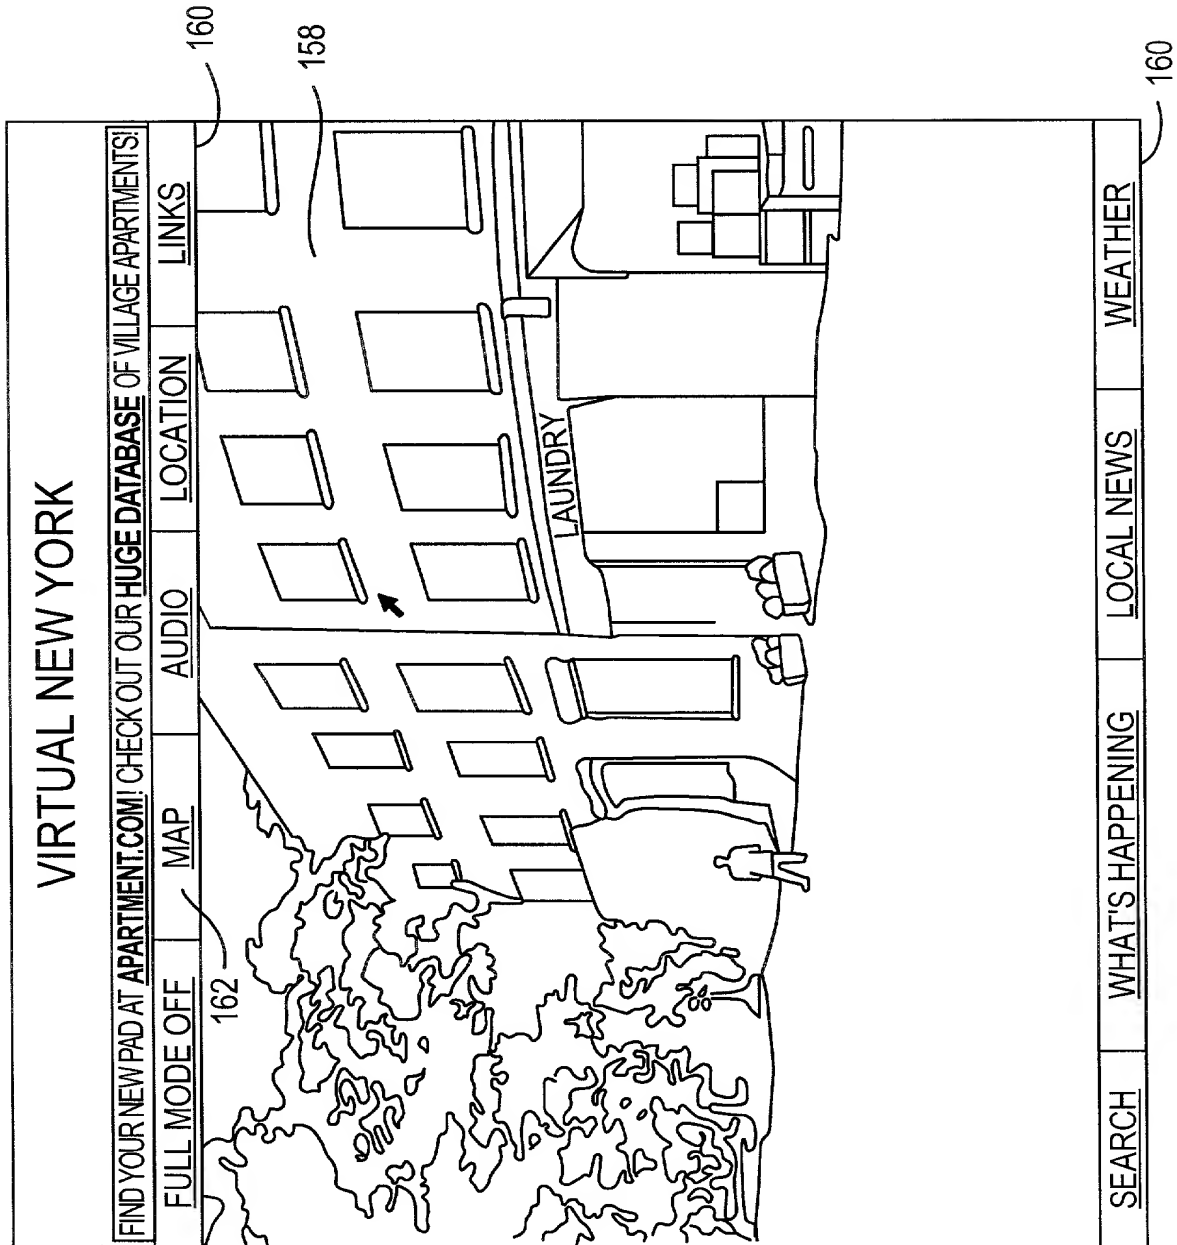 VIRTUAL NEW YORK
FIND YOUR NEW PAD AT APARTMENT.COM! CHECK OUT OUR HUGE DATABASE OF VILLAGE APARTMENTS!
FULL MODE OFF MAP AUDIO LOCATION LINKS
160
162
158
LAUNDRY
SEARCH WHAT'S HAPPENING LOCAL NEWS WEATHER
160